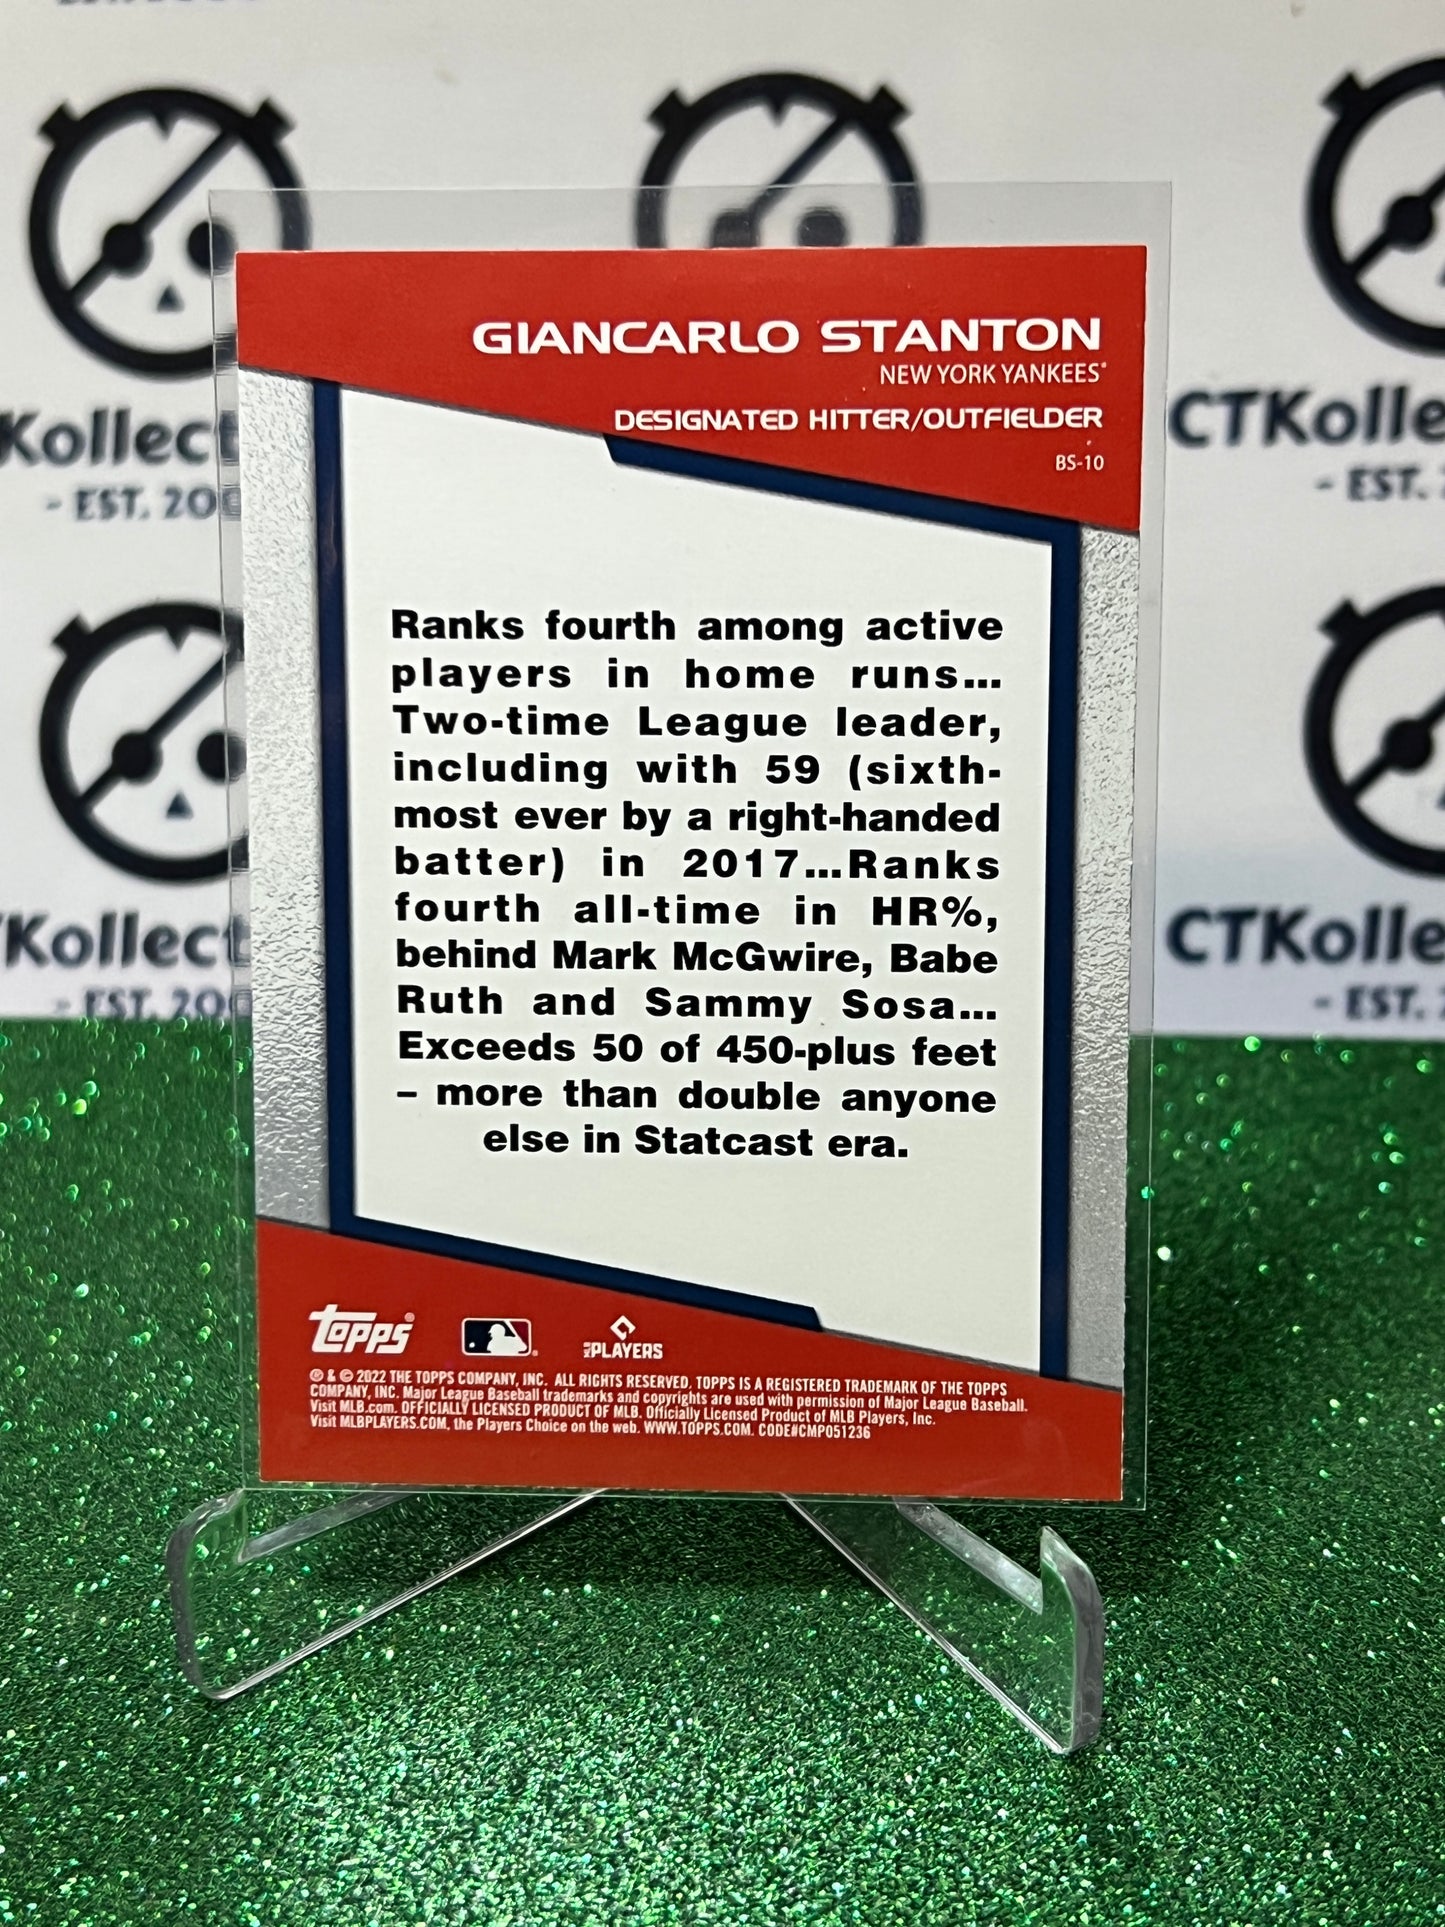 Kollect
- EST. 200
CTKolle
- EST.
Kollect
- EST. 200
CTKolle
- EST.
GIANCARLO STANTON
NEW YORK YANKEES
DESIGNATED HITTER/OUTFIELDER
BS-10
Ranks fourth among active
players in home runs...
Two-time League leader,
including with 59 (sixth-
most ever by a right-handed
batter) in 2017...Ranks
fourth all-time in HR%,
behind Mark McGwire, Babe
Ruth and Sammy Sosa...
Exceeds 50 of 450-plus feet
– more than double anyone
else in Statcast era.
topps®
PLAYERS
℗ & © 2022 THE TOPPS COMPANY, INC. ALL RIGHTS RESERVED, TOPPS IS A REGISTERED TRADEMARK OF THE TOPPS
COMPANY, INC. Major League Baseball trademarks and copyrights are used with permission of Major League Baseball.
Visit MLB.com. OFFICIALLY LICENSED PRODUCT OF MLB. Officially Licensed Product of MLB Players, Inc.
Visit MLBPLAYERS.COM, the Players Choice on the web. WWW.TOPPS.COM. CODE#CMP051236